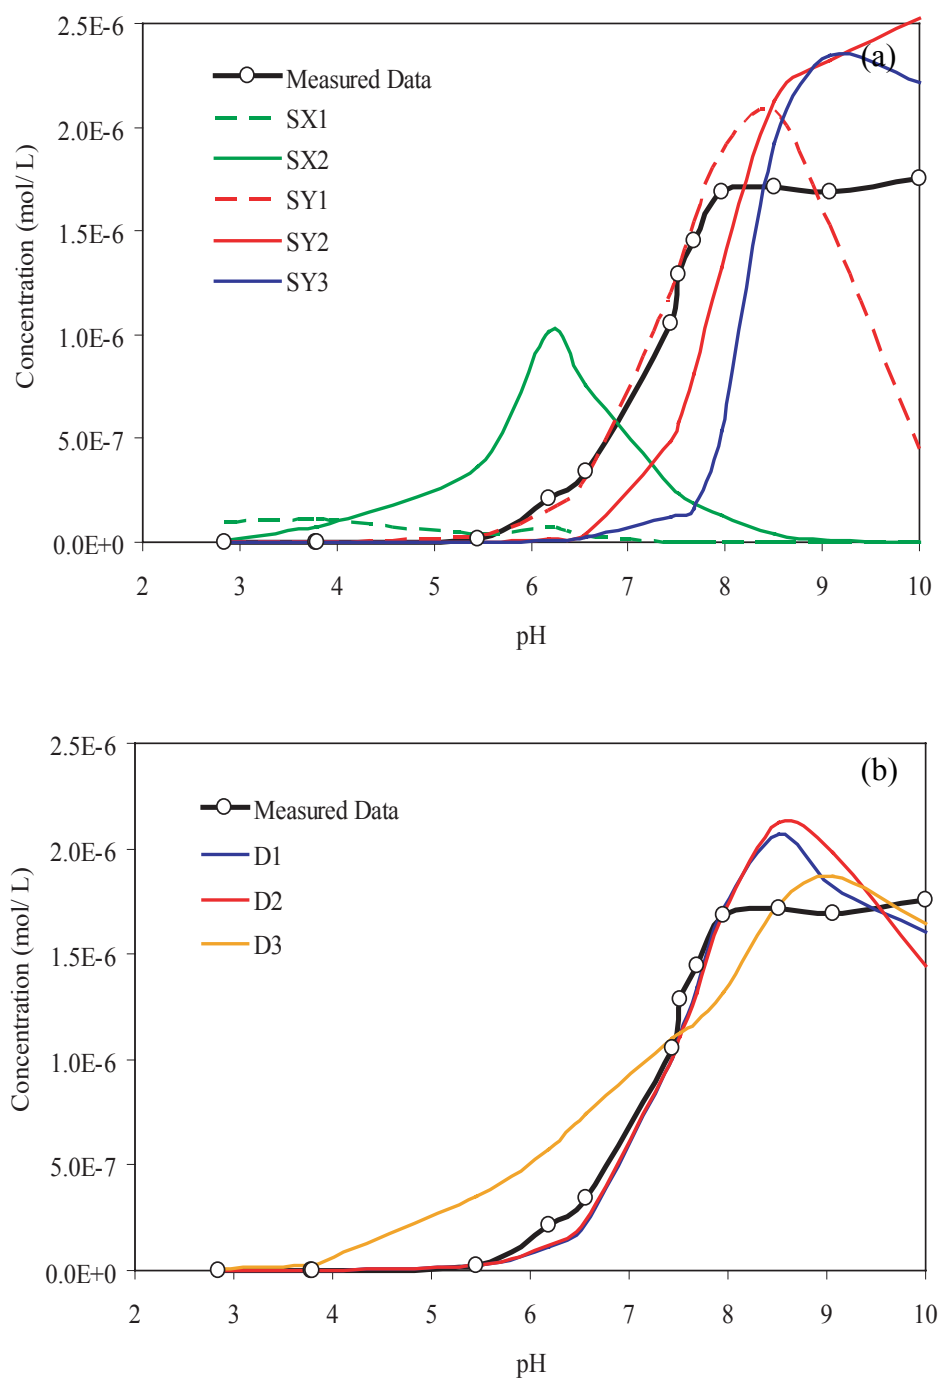 2.5E-6
(a)
Measured Data
2.0E-6
SX1
SX2
SY1
1.5E-6
SY2
SY3
1.0E-6
5.0E-7
0.0E+0
Concentration (mol/ L)
2 3 4 5 6 7 8 9 10
pH
2.5E-6
(b)
Measured Data
2.0E-6
D1
D2
D3
1.5E-6
1.0E-6
5.0E-7
0.0E+0
Concentration (mol/ L)
2 3 4 5 6 7 8 9 10
pH